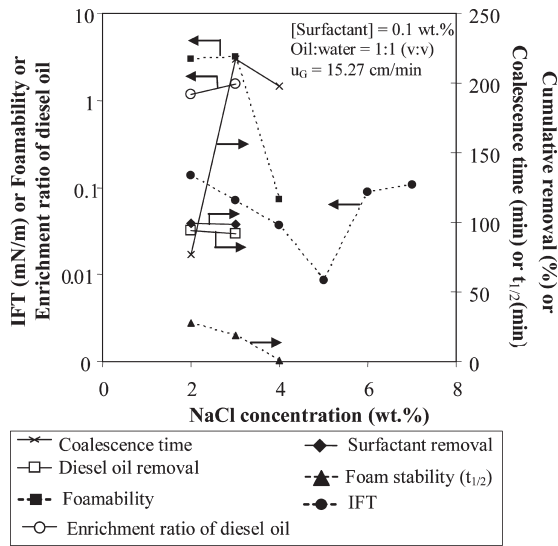 [Surfactant] = 0.1 wt.%
Oil:water = 1:1 (v:v)
uG = 15.27 cm/min
IFT (mN/m) or Foamability or
Enrichment ratio of diesel oil
10
1
0.1
0.01
0
250
200
150
100
50
0
Cumulative removal (%) or
Coalescence time (min) or t1/2(min)
0 2 4 6 8
NaCl concentration (wt.%)
Coalescence time
Diesel oil removal
Foamability
Enrichment ratio of diesel oil
Surfactant removal
Foam stability (t1/2)
IFT